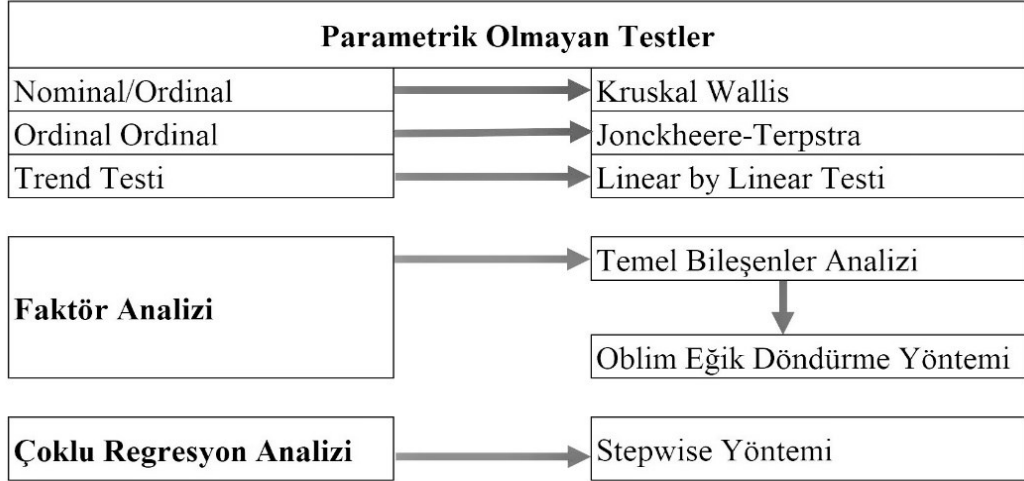 Parametrik Olmayan Testler
Nominal/Ordinal
Kruskal Wallis
Ordinal Ordinal
Jonckheere-Terpstra
Trend Testi
Linear by Linear Testi
Faktör Analizi
Temel Bileşenler Analizi
Oblim Eğik Döndürme Yöntemi
Çoklu Regresyon Analizi
Stepwise Yöntemi